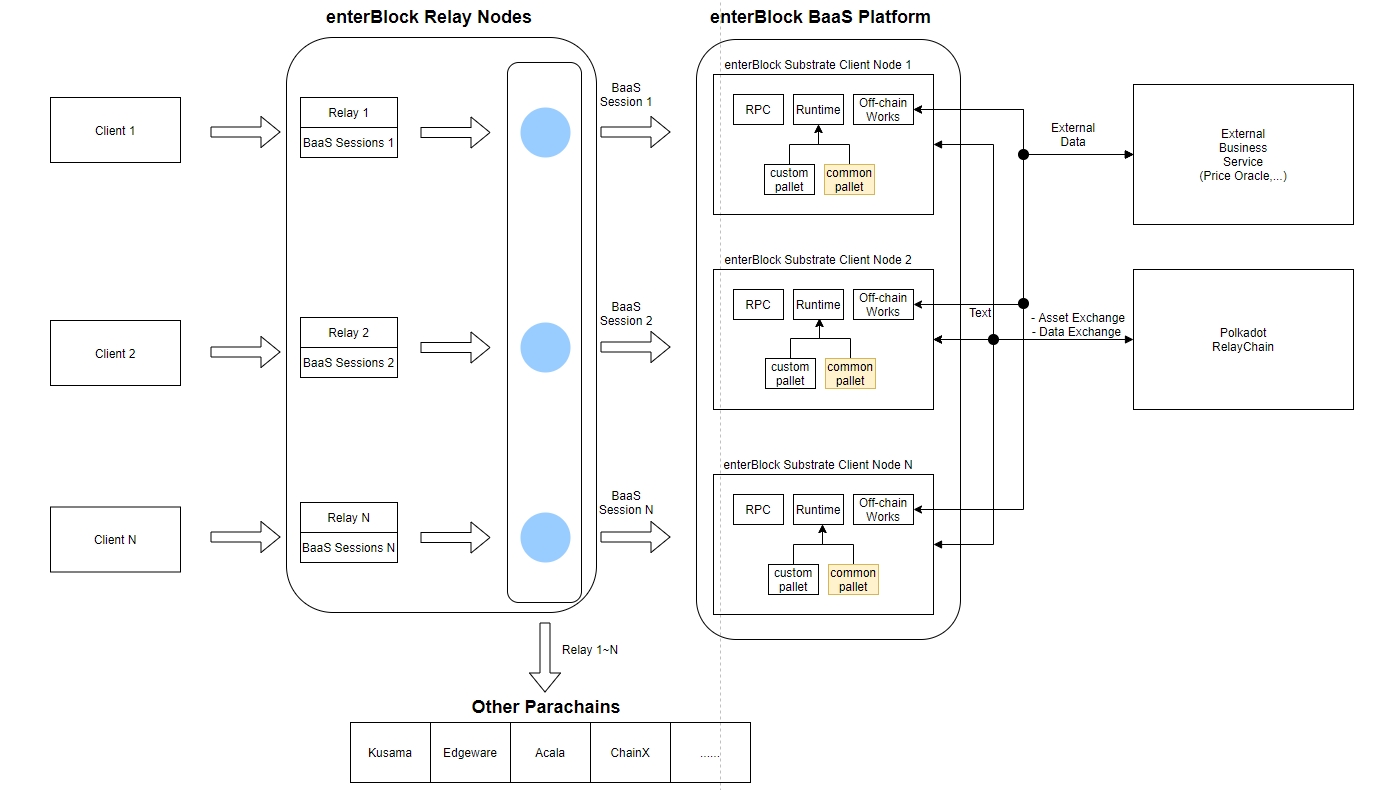 enterBlock Relay Nodes
enterBlock BaaS Platform
Client 1
Relay 1
BaaS Sessions 1
BaaS
Session 1
enterBlock Substrate Client Node 1
RPC
Runtime
Off-chain
Works
custom
pallet
common
pallet
External
Data
External
Business
Service
(Price Oracle,...)
Client 2
Relay 2
BaaS Sessions 2
BaaS
Session 2
enterBlock Substrate Client Node 2
RPC
Runtime
Off-chain
Works
custom
pallet
common
pallet
Text
- Asset Exchange
- Data Exchange
Polkadot
RelayChain
Client N
Relay N
BaaS Sessions N
BaaS
Session N
enterBlock Substrate Client Node N
RPC
Runtime
Off-chain
Works
custom
pallet
common
pallet
Relay 1~N
Other Parachains
Kusama
Edgeware
Acala
ChainX
......